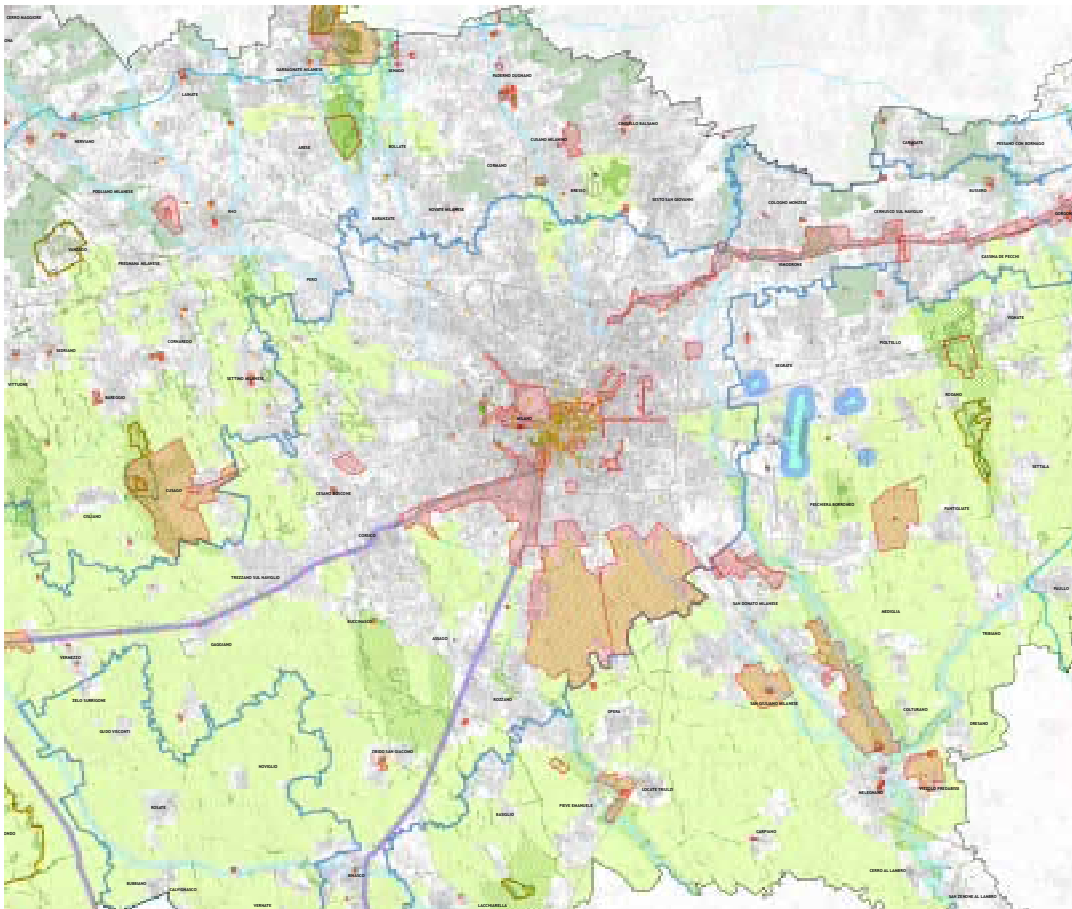 CERRO MAGGIORE
GARBAGNATE MILANESE
SENAGO
PADERNO DUGNANO
LAINATE
CINISELLO BALSAMO
CUSANO MILANINO
NERVIANO
ARESE
BOLLATE
CORMANO
CARUGATE
PESSANO CON BORNAGO
POGLIANO MILANESE
BRESSO
BUSSERO
RHO
BARANZATE
NOVATE MILANESE
SESTO SAN GIOVANNI
COLOGNO MONZESE
CERNUSCO SUL NAVIGLIO
VANZAGO
PREGNANA MILANESE
VIMODRONE
CASSINA DE PECCHI
PERO
VIGNATE
CORNAREDO
PIOLTELLO
SEDRIANO
SETTIMO MILANESE
SEGRATE
VITTUONE
BAREGGIO
RODANO
MILANO
SETTALA
CUSAGO
CESANO BOSCONE
CISLIANO
PESCHIERA BORROMEO
PANTIGLIATE
CORSICO
TREZZANO SUL NAVIGLIO
PAULLO
SAN DONATO MILANESE
MEDIGLIA
BUCCINASCO
ASSAGO
TRIBIANO
GAGGIANO
VERMEZZO
ZELO SURRIGONE
ROZZANO
SAN GIULIANO MILANESE
COLTURANO
OPERA
DRESANO
GUDO VISCONTI
ZIBIDO SAN GIACOMO
NOVIGLIO
LOCATE TRIULZI
MELEGNANO
VIZZOLO PREDABISSI
ROSATE
PIEVE EMANUELE
BASIGLIO
CARPIANO
BINASCO
CERRO AL LAMBRO
BUBBIANO
CALVIGNASCO
VERNATE
LACCHIARELLA
SAN ZENONE AL LAMBRO